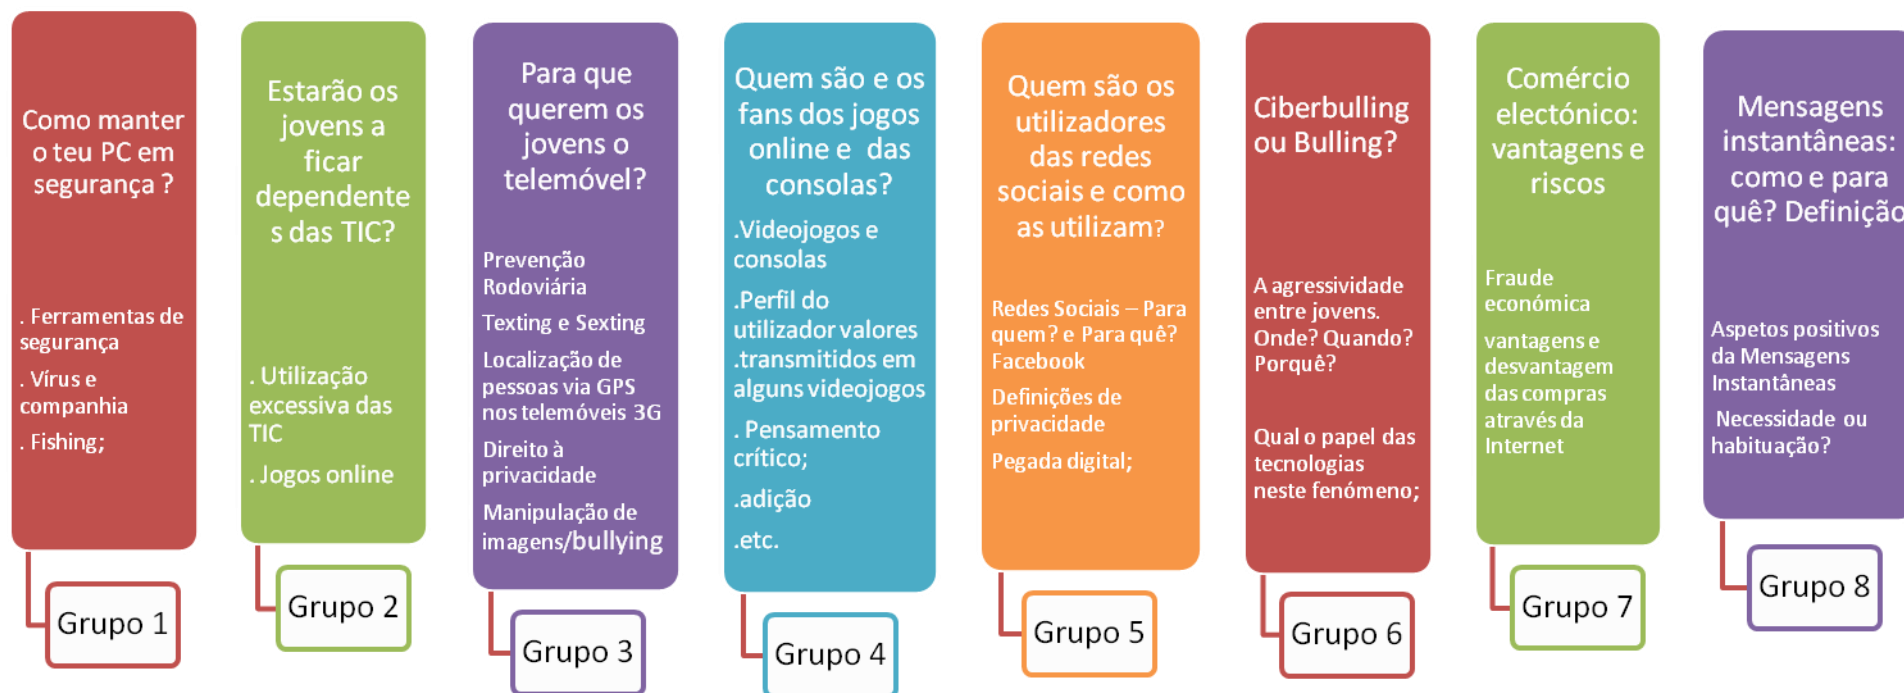 Como manter
o teu PC em
segurança ?
. Ferramentas de
segurança
. Vírus e
companhia
. Fishing;
Grupo 1
Estarão os
jovens a
ficar
dependente
s das TIC?
. Utilização
excessiva das
TIC
. Jogos online
Grupo 2
Para que
querem os
jovens o
telemóvel?
Prevenção
Rodoviária
Texting e Sexting
Localização de
pessoas via GPS
nos telemóveis 3G
Direito à
privacidade
Manipulação de
imagens/bullying
Grupo 3
Quem são e os
fans dos jogos
online e das
consolas?
.Videojogos e
consolas
.Perfil do
utilizador valores
.transmitidos em
alguns videojogos
. Pensamento
crítico;
.adição
.etc.
Grupo 4
Quem são os
utilizadores
das redes
sociais e como
as utilizam?
Redes Sociais – Para
quem? e Para quê?
Facebook
Definições de
privacidade
Pegada digital;
Grupo 5
Ciberbulling
ou Bulling?
A agressividade
entre jovens.
Onde? Quando?
Porquê?
Qual o papel das
tecnologias
neste fenómeno;
Grupo 6
Comércio
electónico:
vantagens e
riscos
Fraude
económica
vantagens e
desvantagem
das compras
através da
Internet
Grupo 7
Mensagens
instantâneas:
como e para
quê? Definição
Aspetos positivos
da Mensagens
Instantâneas
Necessidade ou
habituação?
Grupo 8